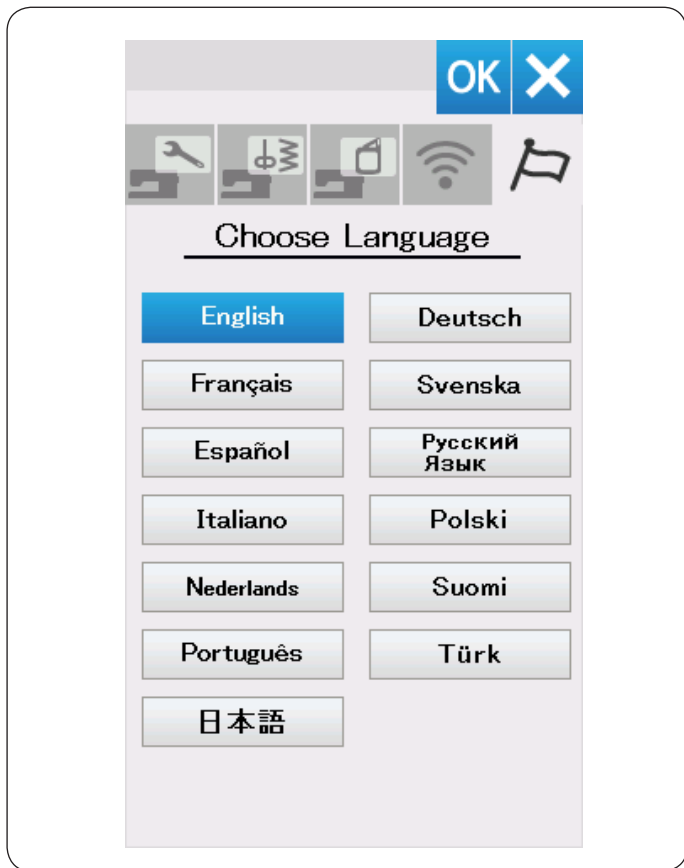 OK
Choose Language
English
Deutsch
Français
Svenska
Español
Русский
Язык
Italiano
Polski
Nederlands
Suomi
Português
Türk
日本語